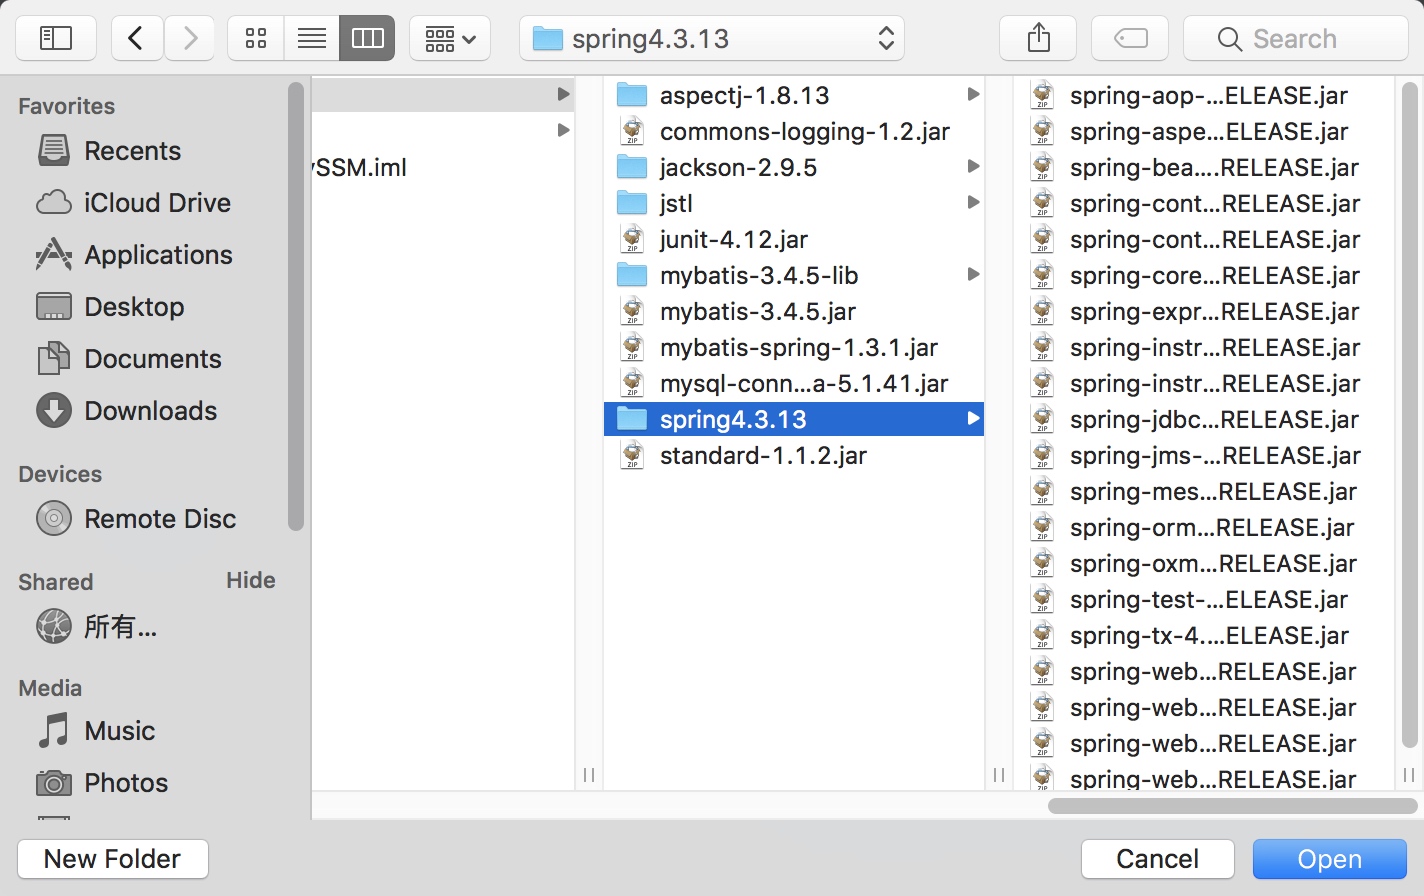 spring4.3.13
Search
Favorites
Recents
iCloud Drive
Applications
Desktop
Documents
Downloads
Devices
Remote Disc
Shared
Hide
所有...
Media
Music
Photos
SSM.iml
aspectj-1.8.13
commons-logging-1.2.jar
jackson-2.9.5
jstl
junit-4.12.jar
mybatis-3.4.5-lib
mybatis-3.4.5.jar
mybatis-spring-1.3.1.jar
mysql-conn...a-5.1.41.jar
spring4.3.13
standard-1.1.2.jar
spring-aop-...ELEASE.jar
spring-aspe...ELEASE.jar
spring-bea....RELEASE.jar
spring-cont...RELEASE.jar
spring-cont...RELEASE.jar
spring-core...RELEASE.jar
spring-expr...RELEASE.jar
spring-instr...RELEASE.jar
spring-instr...RELEASE.jar
spring-jdbc...RELEASE.jar
spring-jms-...RELEASE.jar
spring-mes...RELEASE.jar
spring-orm...RELEASE.jar
spring-oxm...RELEASE.jar
spring-test-...ELEASE.jar
spring-tx-4....ELEASE.jar
spring-web...RELEASE.jar
spring-web...RELEASE.jar
spring-web...RELEASE.jar
spring-web...RELEASE.jar
New Folder
Cancel
Open